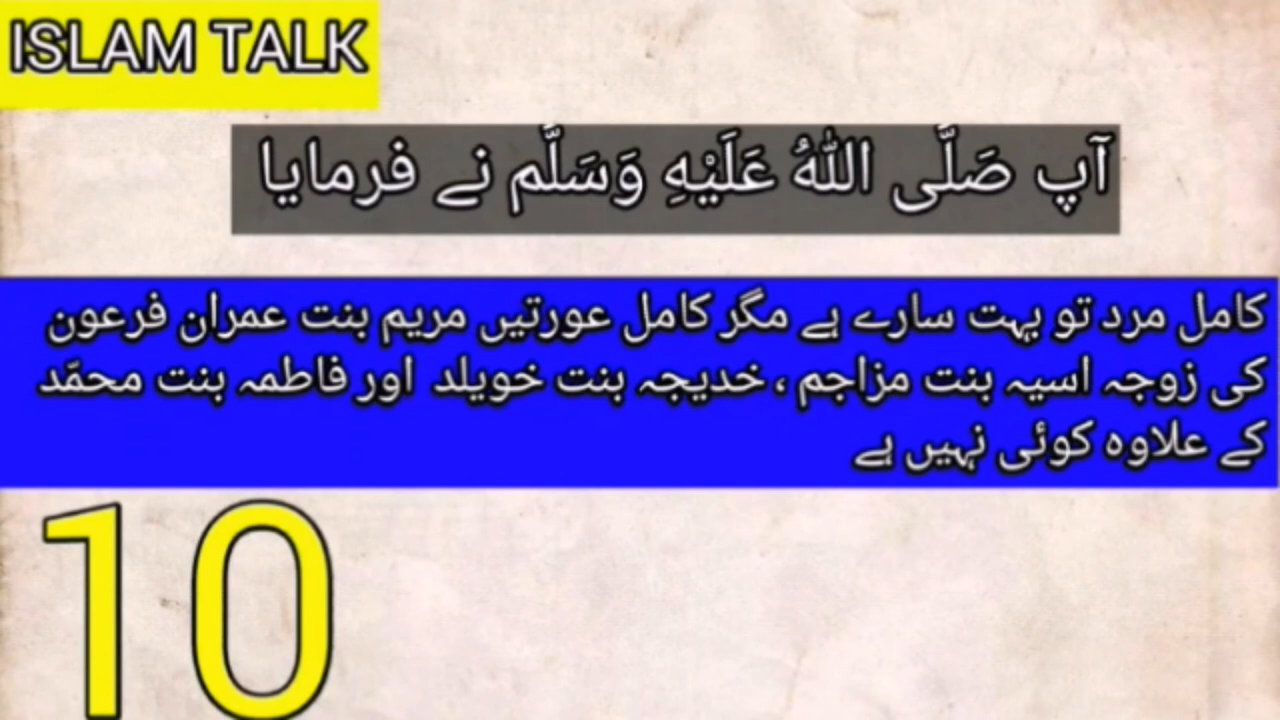 ISLAM TALK
آپ صَلَّى اللهُ عَلَيْهِ وَسَلَّم نے فرمایا
کامل مرد تو بہت سارے ہے مگر کامل عورتیں مریم بنت عمران فرعون
کی زوجہ اسیہ بنت مزاجم ، خدیجہ بنت خویلد اور فاطمہ بنت محمّد
کے علاوہ کوئی نہیں ہے
10